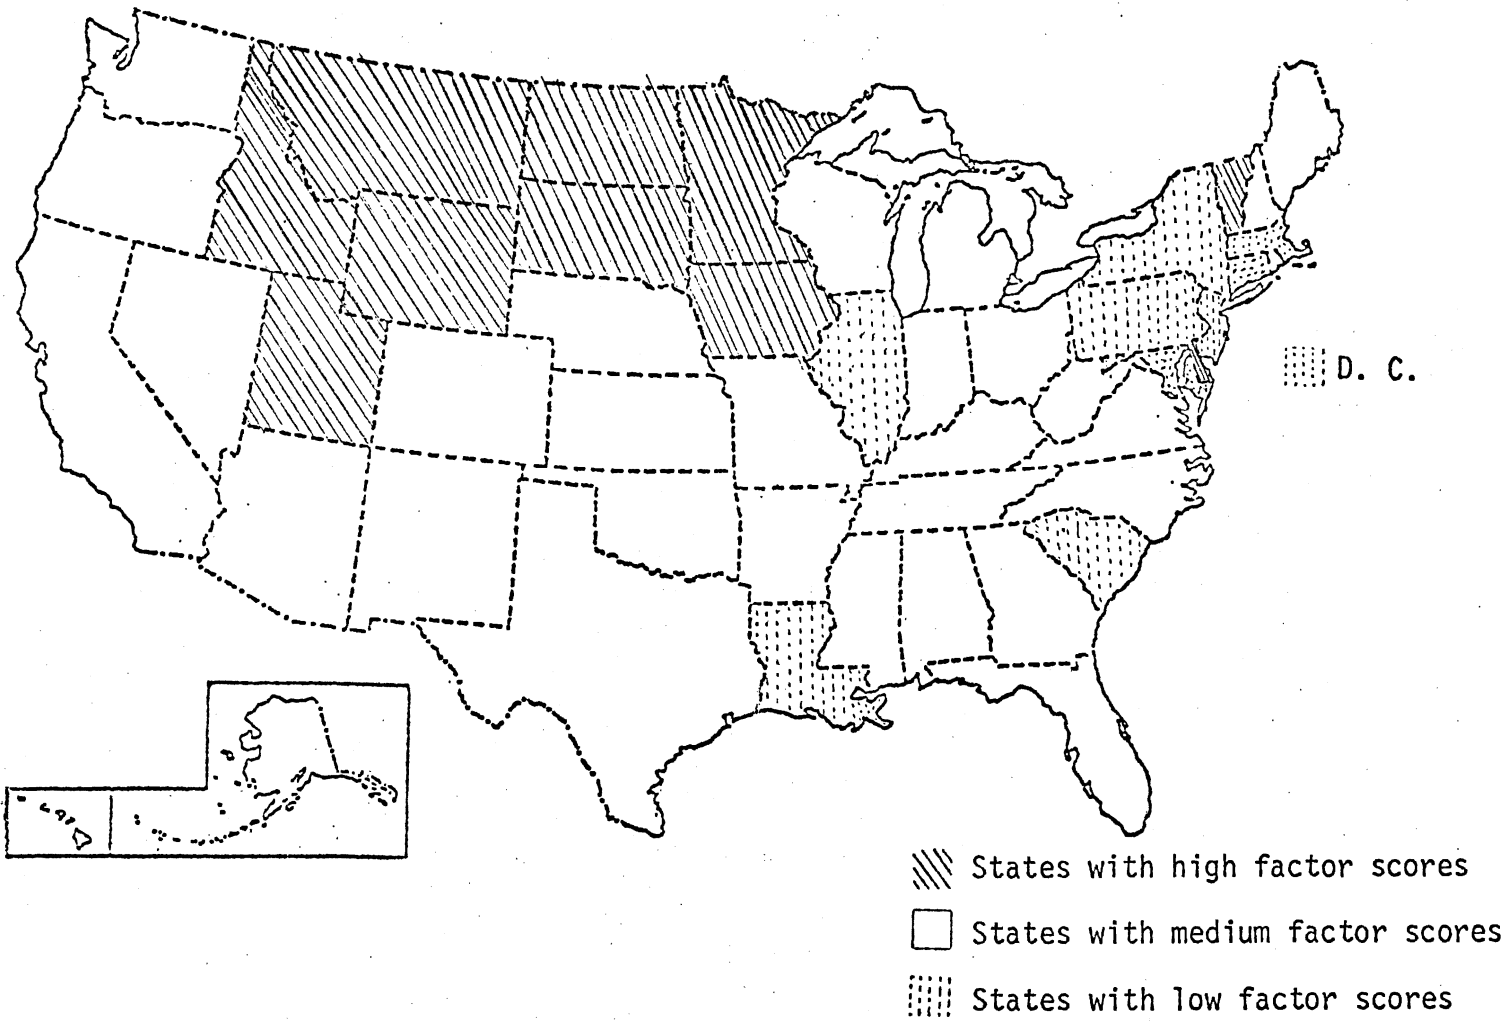 D. C.
States with high factor scores
States with medium factor scores
States with low factor scores